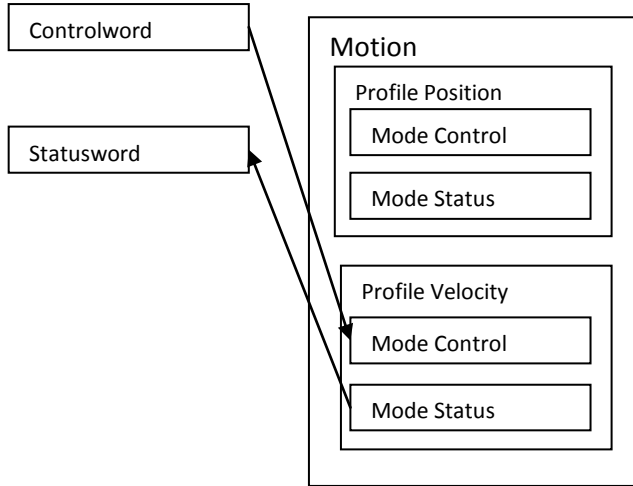 Controlword
Statusword
Motion
Profile Position
Mode Control
Mode Status
Profile Velocity
Mode Control
Mode Status